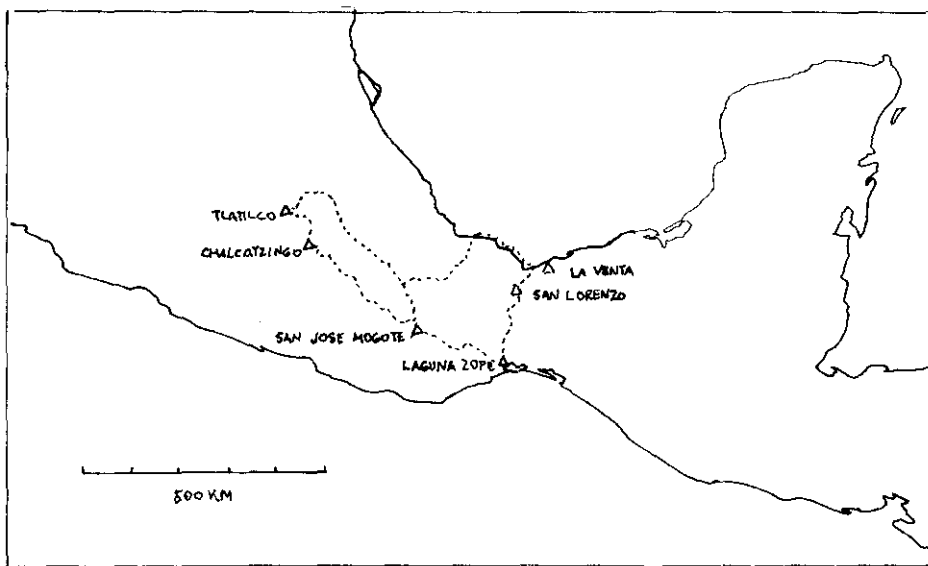 TLATILCO
CHALCATZINGO
LA VENTA
SAN LORENZO
SAN JOSE MOGOTE
LAGUNA ZOPE
500 KM